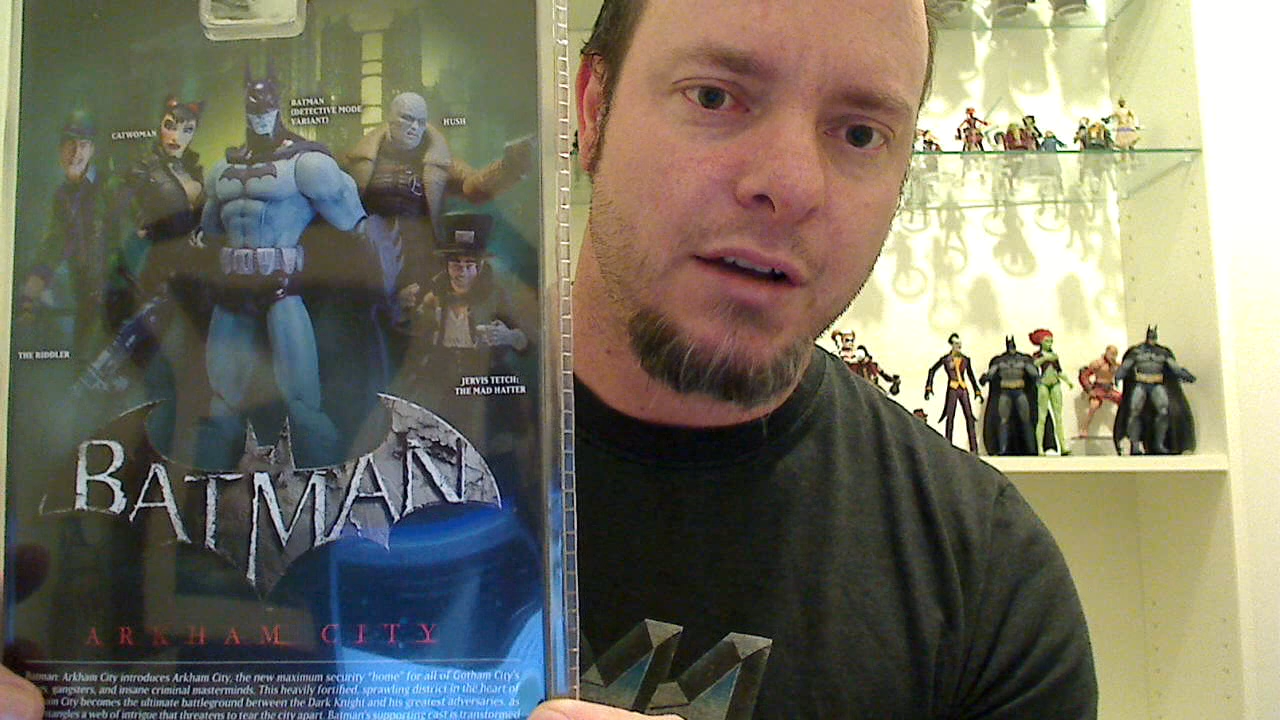 CATWOMAN
BATMAN
(DETECTIVE MODE
VARIANT)
HUSH
THE RIDDLER
JERVIS TETCH:
THE MAD HATTER
BATMAN
ARKHAM CITY
Batman: Arkham City introduces Arkham City, the new maximum security "home" for all of Gotham City's
gangsters, and insane criminal masterminds. This heavily fortified, sprawling district in the heart of
City becomes the ultimate battleground between the Dark Knight and his greatest adversaries, as
a web of intrigue that threatens to tear the city apart. Batman's supporting cast is transformed